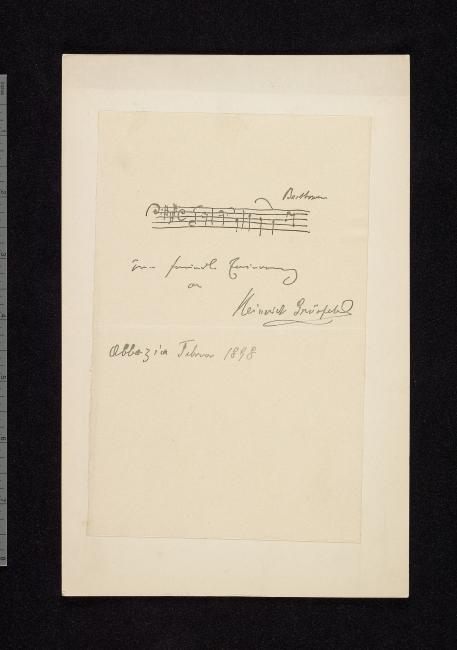 Beethoven
zur freundl. Erinnerung
an
Heinrich Grünfeld
Abbazia Februar 1898